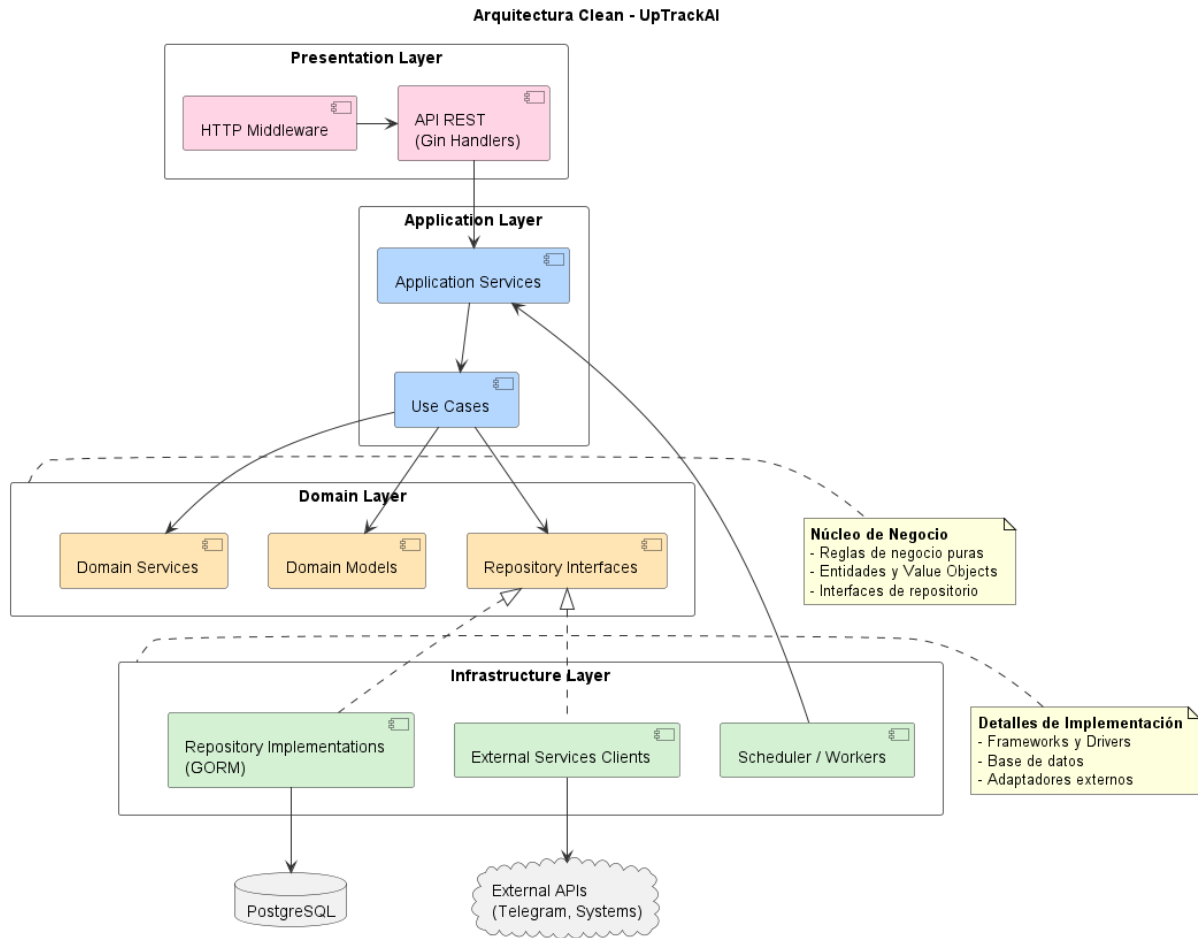 Arquitectura Clean - UpTrackAI
Presentation Layer
HTTP Middleware
API REST
(Gin Handlers)
Application Layer
Application Services
Use Cases
Domain Layer
Domain Services
Domain Models
Repository Interfaces
Núcleo de Negocio
- Reglas de negocio puras
- Entidades y Value Objects
- Interfaces de repositorio
Infrastructure Layer
Repository Implementations
(GORM)
External Services Clients
Scheduler / Workers
Detalles de Implementación
- Frameworks y Drivers
- Base de datos
- Adaptadores externos
PostgreSQL
External APIs
(Telegram, Systems)